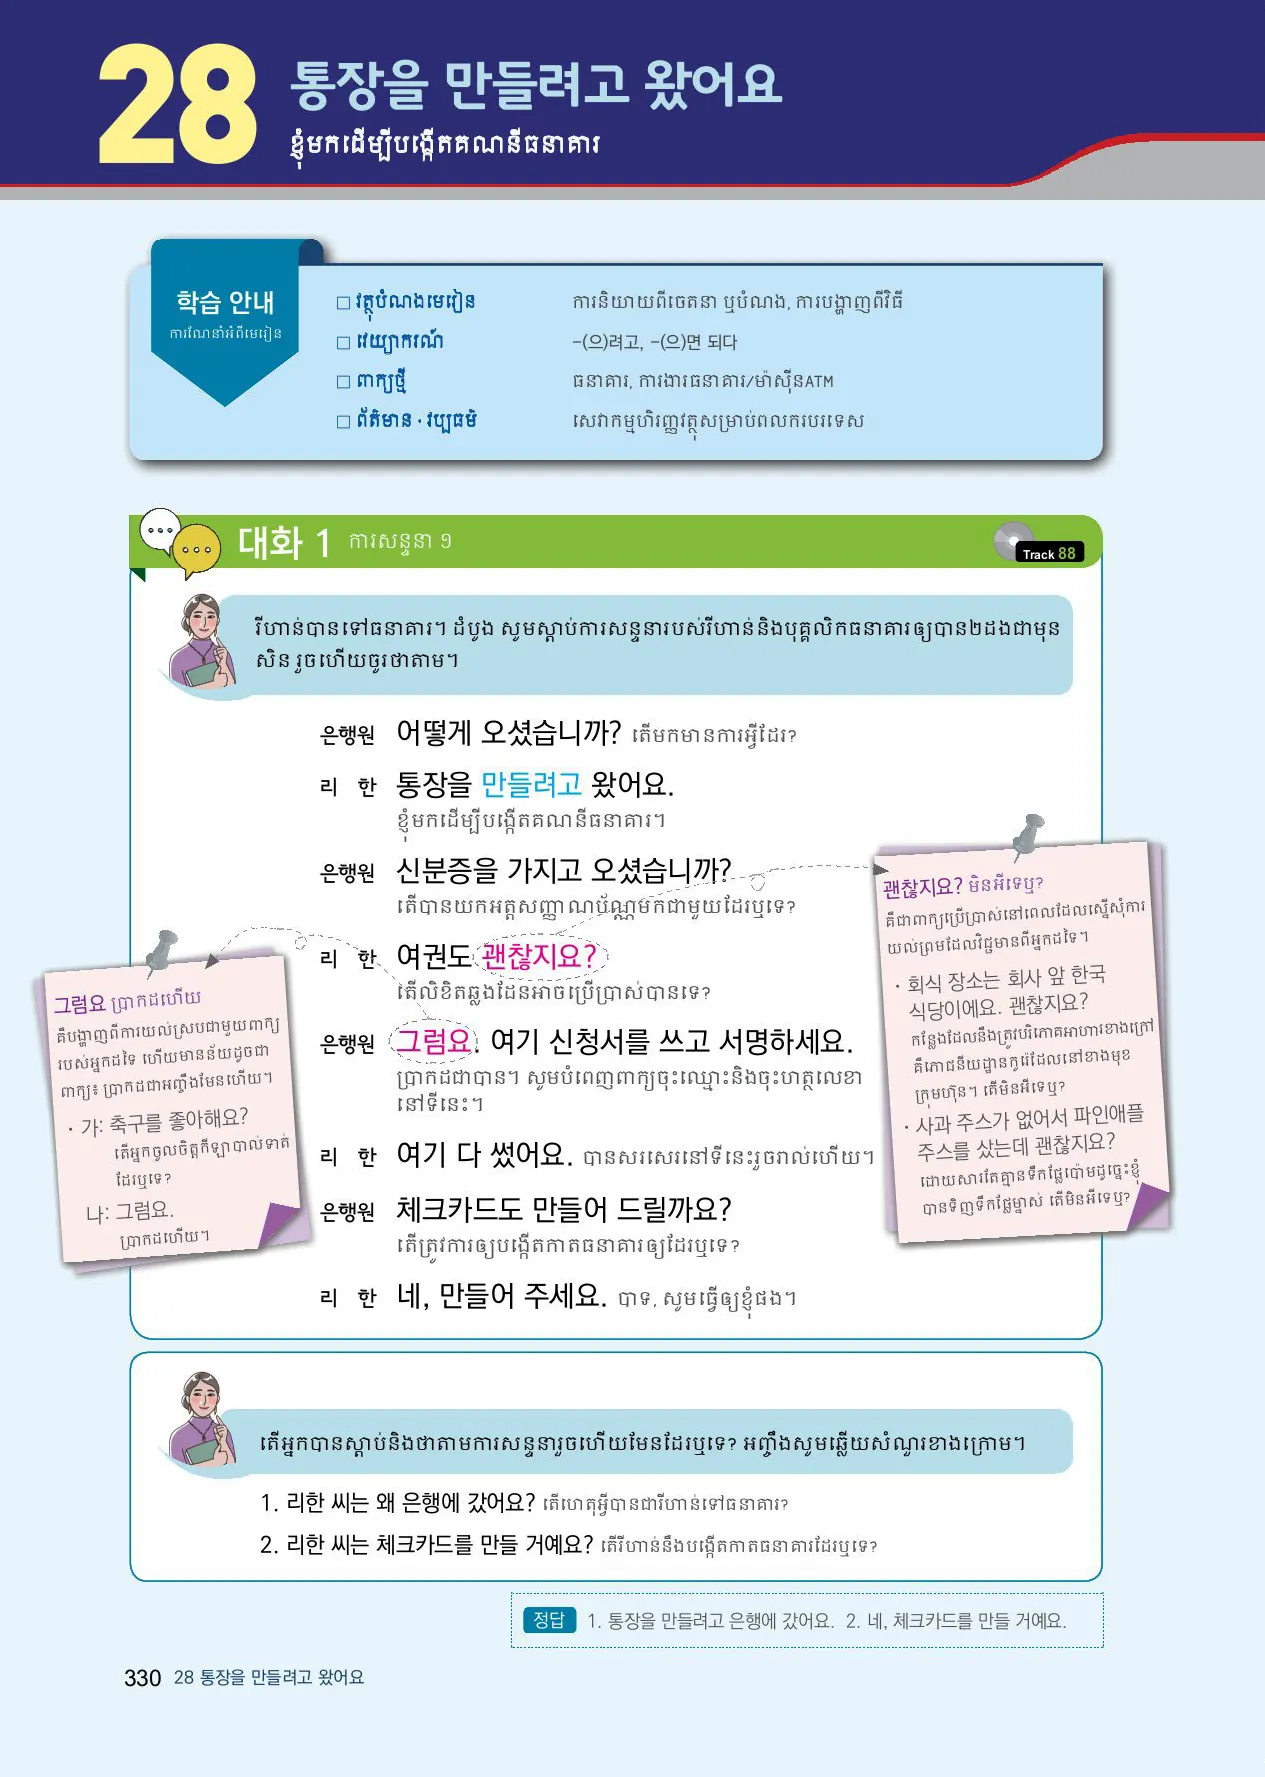 28
통장을 만들려고 왔어요
ខ្ញុំមកដើម្បីបង្កើតគណនីធនាគារ
학습 안내
ការណែនាំអំពីមេរៀន
□ វត្ថុបំណងមេរៀន ការនិយាយពីចេតនា ឬបំណង, ការបង្ហាញពីវិធី
□ វេយ្យាករណ៍ -(으)려고, -(으)면 되다
□ ពាក្យថ្មី ធនាគារ, ការងារធនាគារ/ម៉ាស៊ីនATM
□ ព័ត៌មាន · វប្បធម៌ សេវាកម្មហិរញ្ញវត្ថុសម្រាប់ពលករបរទេស
대화 1 ការសន្ទនា ១
Track 88
រីហាន់បានទៅធនាគារ។ ដំបូង សូមស្តាប់ការសន្ទនារបស់រីហាន់និងបុគ្គលិកធនាគារឲ្យបាន២ដងជាមុន
សិន រួចហើយចូរថាតាម។
은행원 어떻게 오셨습니까? តើមកមានការអ្វីដែរ?
리 한 통장을 만들려고 왔어요.
ខ្ញុំមកដើម្បីបង្កើតគណនីធនាគារ។
은행원 신분증을 가지고 오셨습니까?
តើបានយកអត្តសញ្ញាណប័ណ្ណមកជាមួយដែរឬទេ?
리 한 여권도 괜찮지요?
តើលិខិតឆ្លងដែនអាចប្រើប្រាស់បានទេ?
은행원 그럼요. 여기 신청서를 쓰고 서명하세요.
ប្រាកដជាបាន។ សូមបំពេញពាក្យចុះឈ្មោះនិងចុះហត្ថលេខា
នៅទីនេះ។
리 한 여기 다 썼어요. បានសរសេរនៅទីនេះរួចរាល់ហើយ។
은행원 체크카드도 만들어 드릴까요?
តើត្រូវការឲ្យបង្កើតកាតធនាគារឲ្យដែរឬទេ?
리 한 네, 만들어 주세요. បាទ, សូមធ្វើឲ្យខ្ញុំផង។
그럼요 ប្រាកដហើយ
គឺបង្ហាញពីការយល់ស្របជាមួយពាក្យ
របស់អ្នកដទៃ ហើយមានន័យដូចជា
ពាក្យ៖ ប្រាកដជាអញ្ចឹងមែនហើយ។
· 가: 축구를 좋아해요?
តើអ្នកចូលចិត្តកីឡាបាល់ទាត់
ដែរឬទេ?
나: 그럼요.
ប្រាកដហើយ។
괜찮지요? មិនអីទេឬ?
គឺជាពាក្យប្រើប្រាស់នៅពេលដែលស្នើសុំការ
យល់ព្រមដែលវិជ្ជមានពីអ្នកដទៃ។
· 회식 장소는 회사 앞 한국
식당이에요. 괜찮지요?
កន្លែងដែលនឹងត្រូវបរិភោគអាហារខាងក្រៅ
គឺភោជនីយដ្ឋានកូរ៉េដែលនៅខាងមុខ
ក្រុមហ៊ុន។ តើមិនអីទេឬ?
· 사과 주스가 없어서 파인애플
주스를 샀는데 괜찮지요?
ដោយសារតែគ្មានទឹកផ្លែប៉ោមដូច្នេះខ្ញុំ
បានទិញទឹកផ្លែម្នាស់ តើមិនអីទេឬ?
តើអ្នកបានស្តាប់និងថាតាមការសន្ទនារួចហើយមែនដែរឬទេ? អញ្ចឹងសូមឆ្លើយសំណួរខាងក្រោម។
1. 리한 씨는 왜 은행에 갔어요? តើហេតុអ្វីបានជារីហាន់ទៅធនាគារ?
2. 리한 씨는 체크카드를 만들 거예요? តើរីហាន់នឹងបង្កើតកាតធនាគារដែរឬទេ?
정답 1. 통장을 만들려고 은행에 갔어요. 2. 네, 체크카드를 만들 거예요.
330 28 통장을 만들려고 왔어요